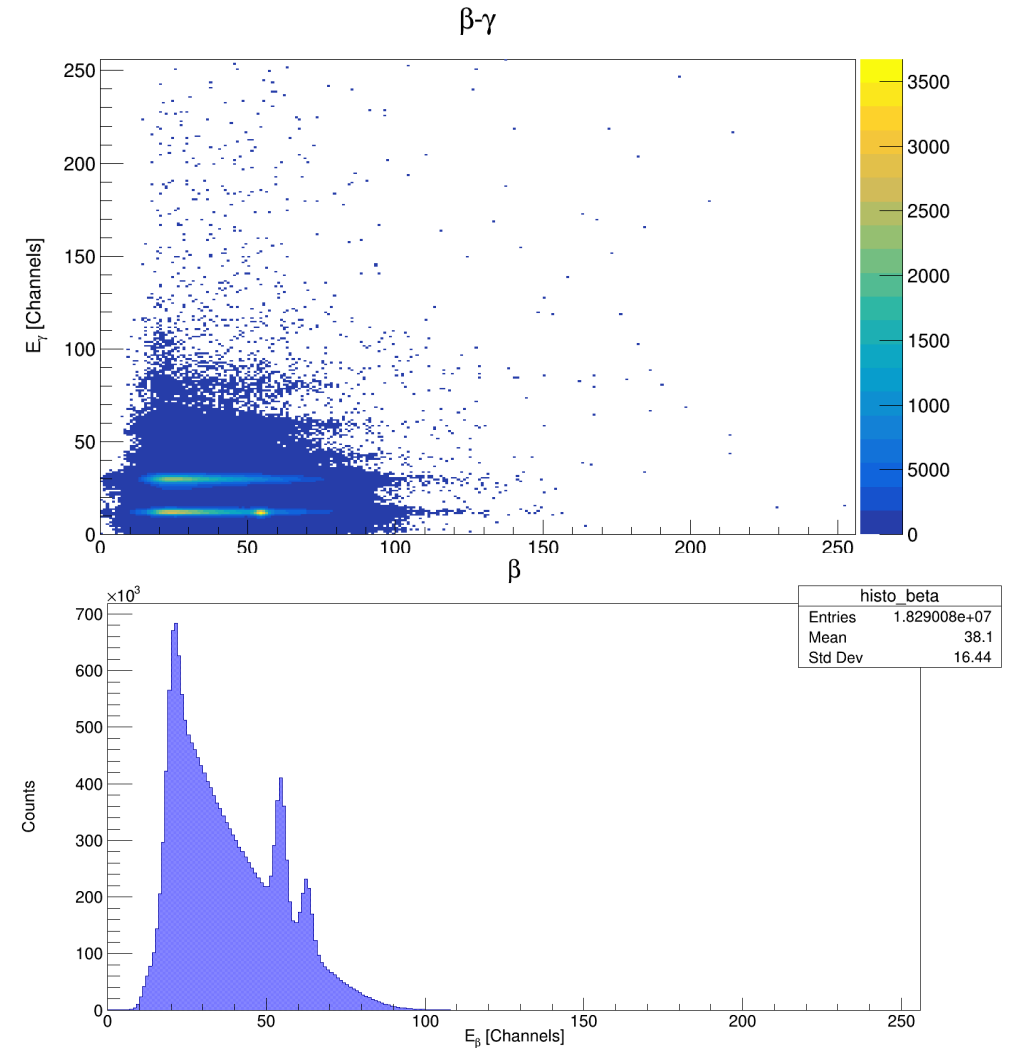 β-γ
250
200
150
100
50
0
E_γ [Channels]
0 50 100 150 200 250
3500
3000
2500
2000
1500
1000
5000
0
β
×10³
700
600
500
400
300
200
100
0
Counts
0 50 100 150 200 250
E_β [Channels]
histo_beta
Entries 1.829008e+07
Mean 38.1
Std Dev 16.44